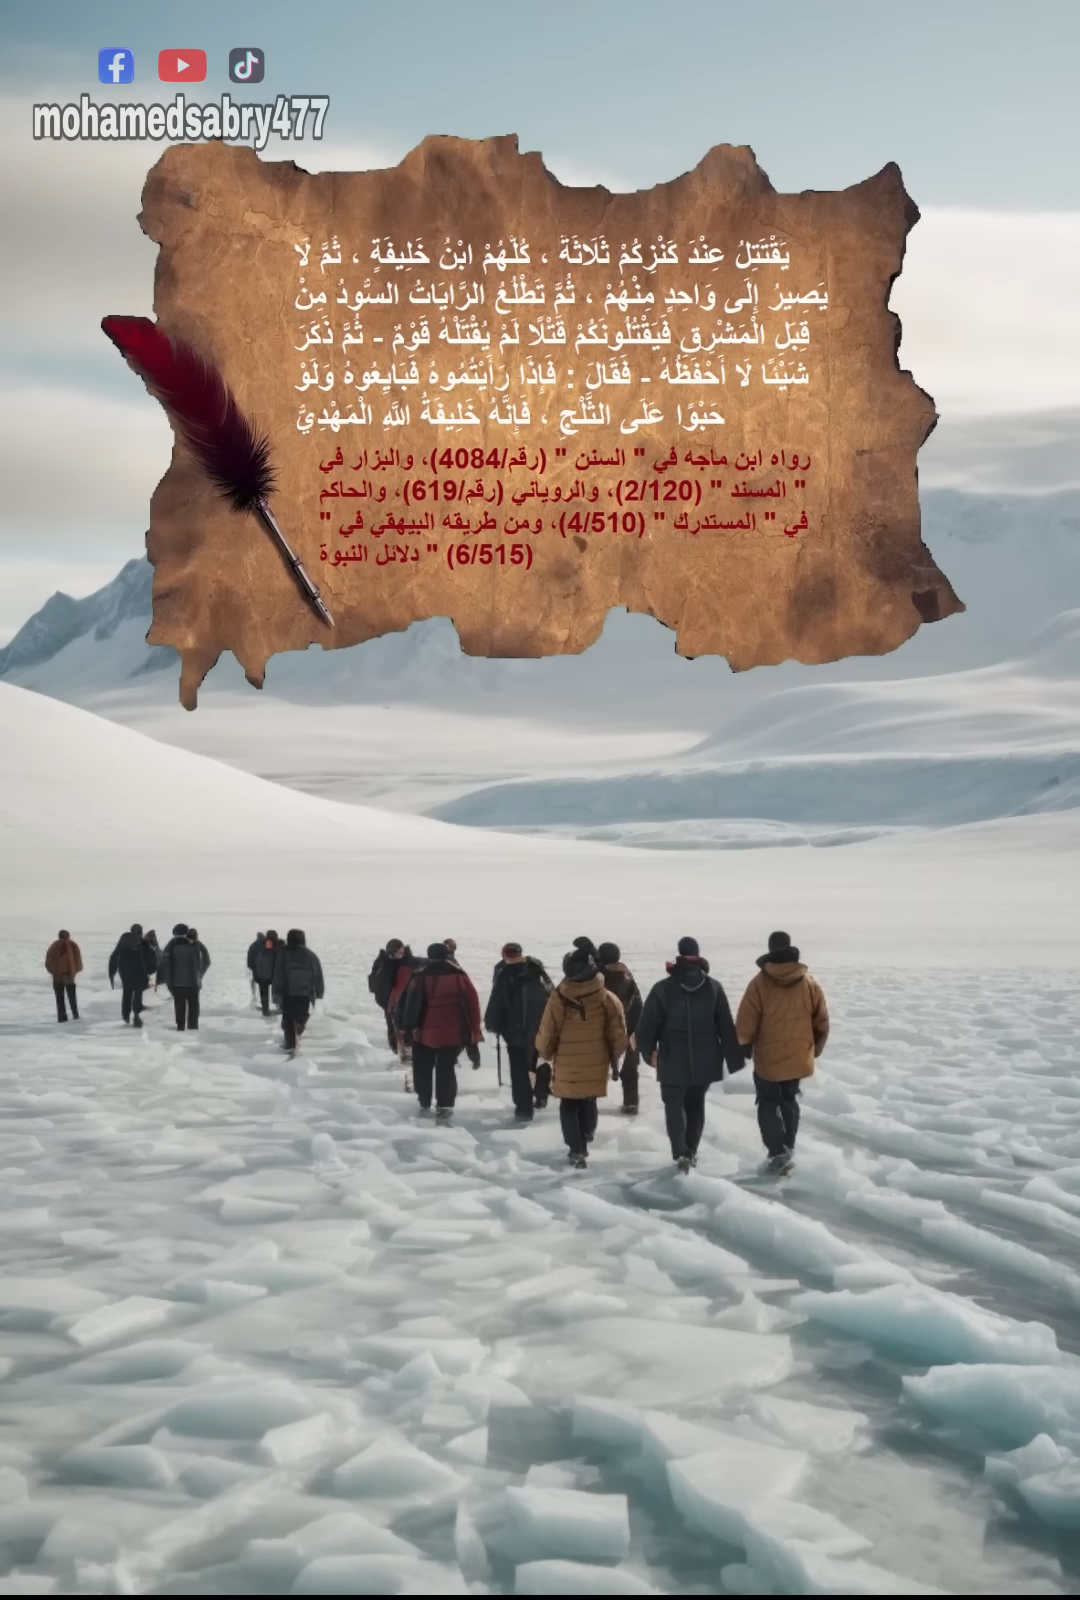 mohamedsabry477
يَقْتَتِلُ عِنْدَ كَنْزِكُمْ ثَلَاثَةٌ ، كُلُّهُمْ ابْنُ خَلِيفَةٍ ، ثُمَّ لَا
يَصِيرُ إِلَى وَاحِدٍ مِنْهُمْ ، ثُمَّ تَطْلُعُ الرَّايَاتُ السُّودُ مِنْ
قِبَلِ الْمَشْرِقِ فَيَقْتُلُونَكُمْ قَتْلًا لَمْ يُقْتَلْهُ قَوْمٌ - ثُمَّ ذَكَرَ
شَيْئًا لَا أَحْفَظُهُ - فَقَالَ : فَإِذَا رَأَيْتُمُوهُ فَبَايِعُوهُ وَلَوْ
حَبْوًا عَلَى الثَّلْجِ ، فَإِنَّهُ خَلِيفَةُ اللَّهِ الْمَهْدِيُّ
رواه ابن ماجه في " السنن " (رقم/4084)، والبزار في
" المسند " (2/120)، والروياني (رقم/619)، والحاكم
في " المستدرك " (4/510)، ومن طريقه البيهقي في "
دلائل النبوة " (6/515)